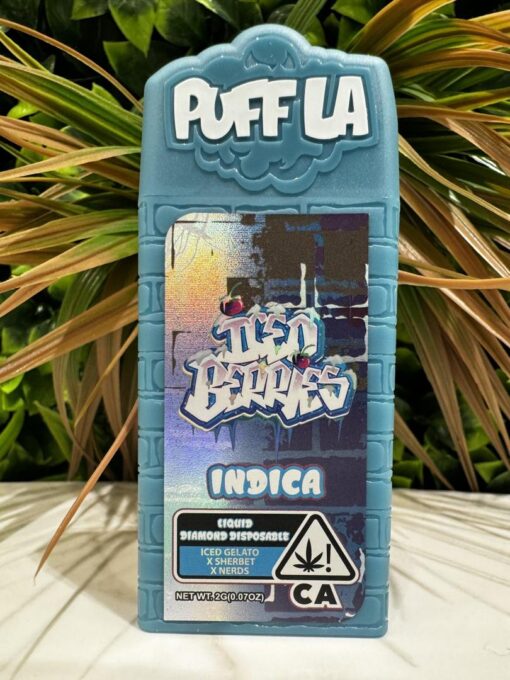 PUFF LA
ICED
BERRIES
INDICA
LIQUID
DIAMOND DISPOSABLE
ICED GELATO
X SHERBET
X NERDS
!
CA
NET WT. 2G(0.07OZ)